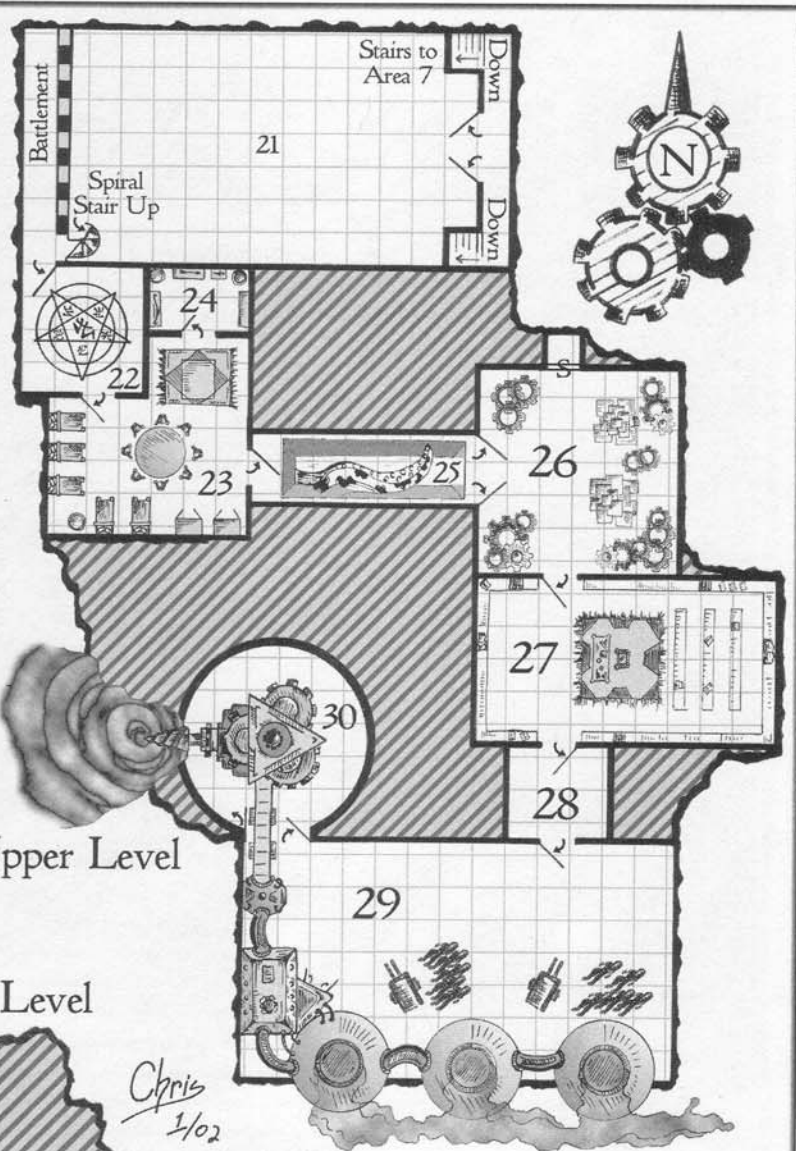 Battlement
Stairs to
Area 7
Down
21
Spiral
Stair Up
Down
N
24
22
S
23
25
26
27
30
28
pper Level
29
Level
Chris
1/02